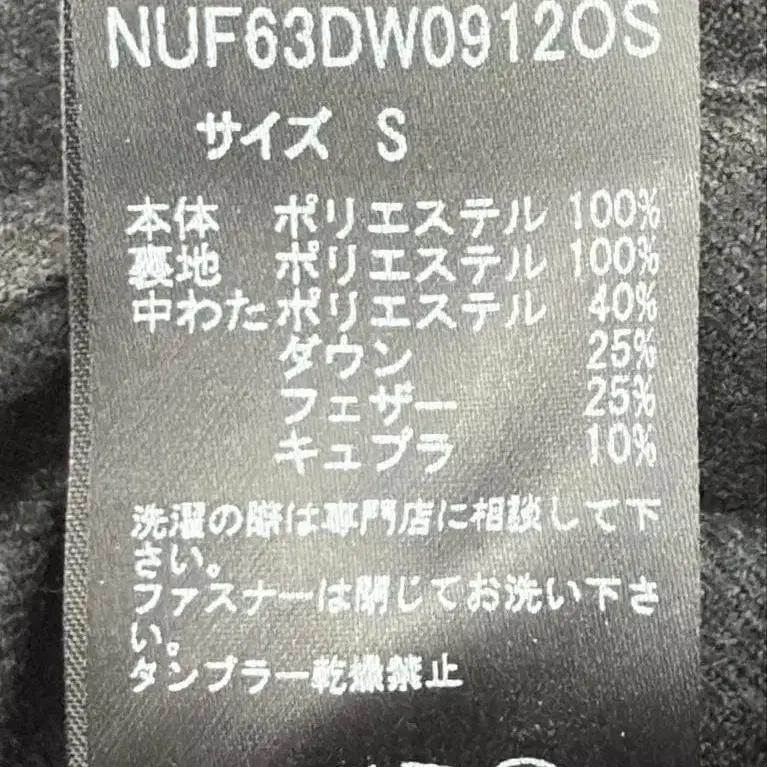 NUF63DW0912OS
サイズ S
本体 ポリエステル 100%
裏地 ポリエステル 100%
中わた ポリエステル 40%
ダウン 25%
フェザー 25%
キュプラ 10%
洗濯の際は専門店に相談して下
さい。
ファスナーは閉じてお洗い下さ
い。
タンブラー乾燥禁止